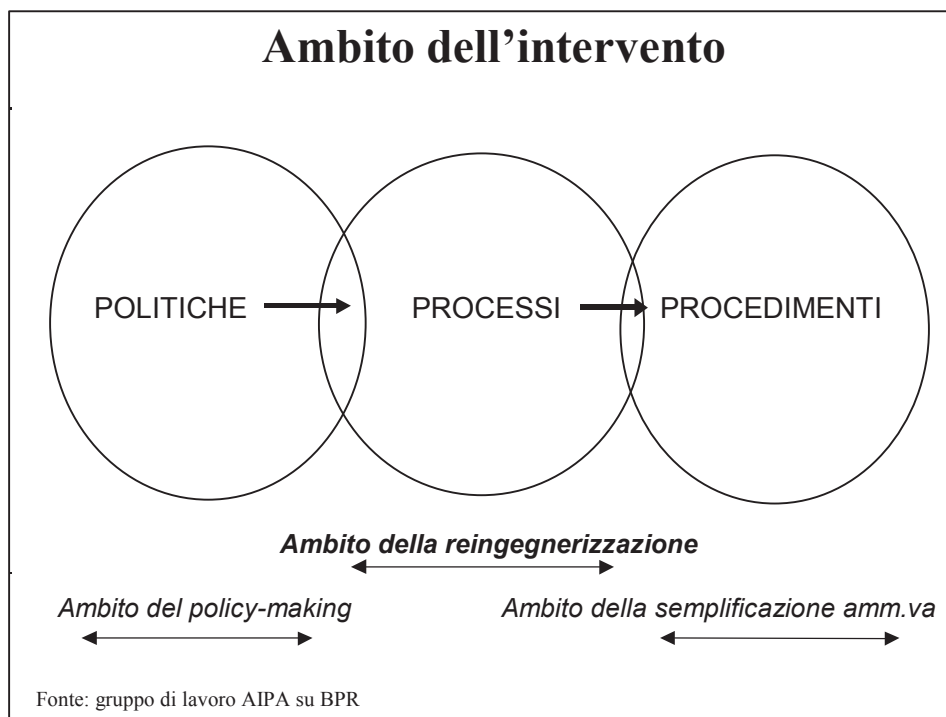 Ambito dell’intervento
POLITICHE PROCESSI PROCEDIMENTI
Ambito della reingegnerizzazione
Ambito del policy-making Ambito della semplificazione amm.va
Fonte: gruppo di lavoro AIPA su BPR